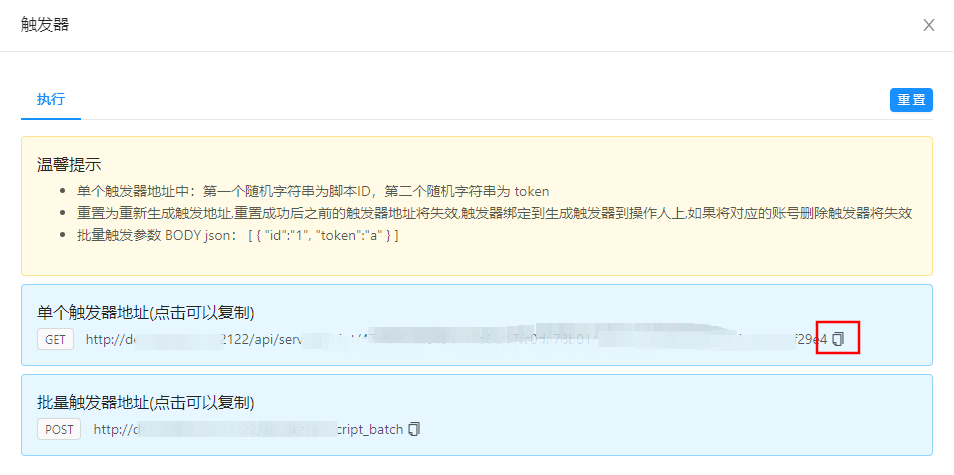 触发器
执行
重置
温馨提示
单个触发器地址中：第一个随机字符串为脚本ID，第二个随机字符串为 token
重置为重新生成触发地址,重置成功后之前的触发器地址将失效,触发器绑定到生成触发器到操作人上,如果将对应的账号删除触发器将失效
批量触发参数 BODY json： [ { "id":"1", "token":"a" } ]
单个触发器地址(点击可以复制)
GET http://d 2122/api/serv f29e4
批量触发器地址(点击可以复制)
POST http://d cript_batch